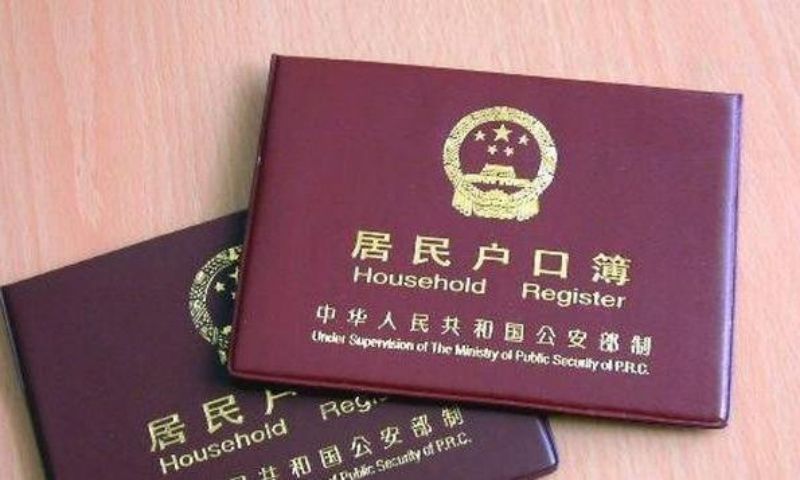 居民户口簿
Household Register
中华人民共和国公安部制
Under Supervision of The Ministry of Public Security of P.R.C.
居民户
Household
共和国公安部制
Public Security of P.R.C.